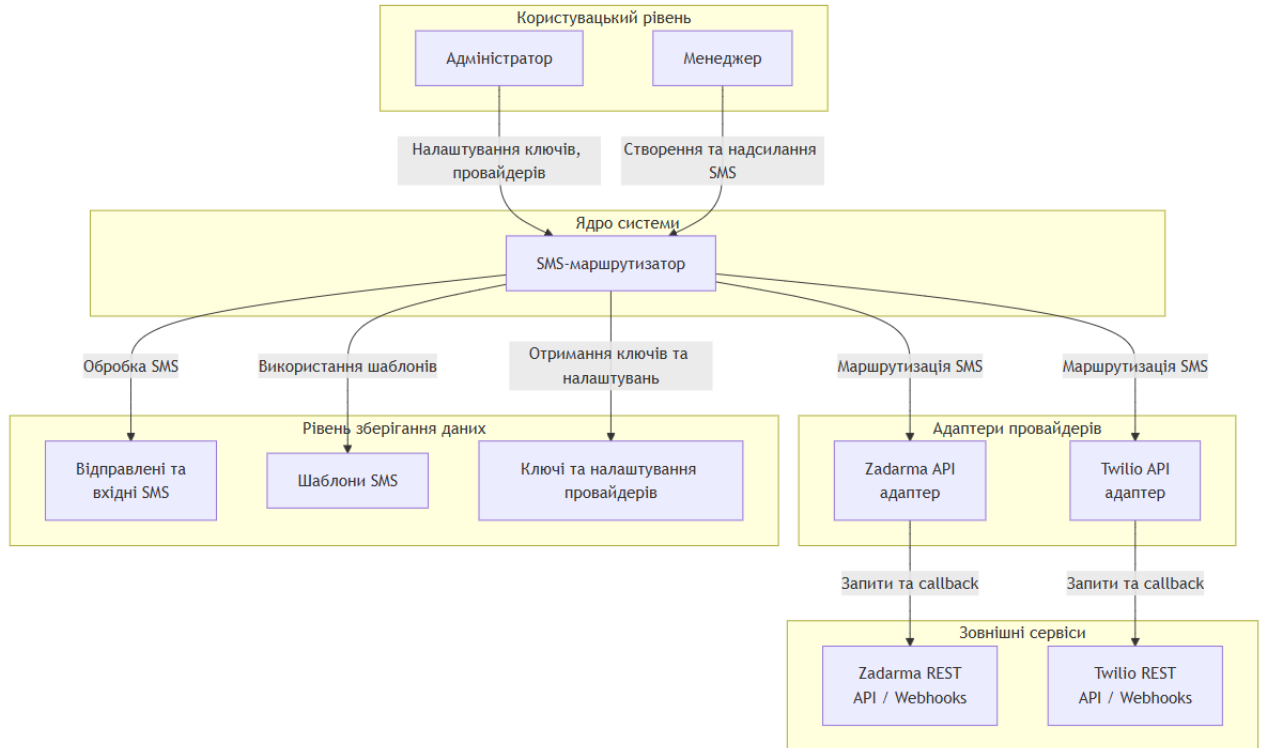 Користувацький рівень
Адміністратор
Менеджер
Налаштування ключів,
провайдерів
Створення та надсилання
SMS
Ядро системи
SMS-маршрутизатор
Обробка SMS
Використання шаблонів
Отримання ключів та
налаштувань
Маршрутизація SMS
Маршрутизація SMS
Рівень зберігання даних
Відправлені та
вхідні SMS
Шаблони SMS
Ключі та налаштування
провайдерів
Адаптери провайдерів
Zadarma API
адаптер
Twilio API
адаптер
Запити та callback
Запити та callback
Зовнішні сервіси
Zadarma REST
API / Webhooks
Twilio REST
API / Webhooks